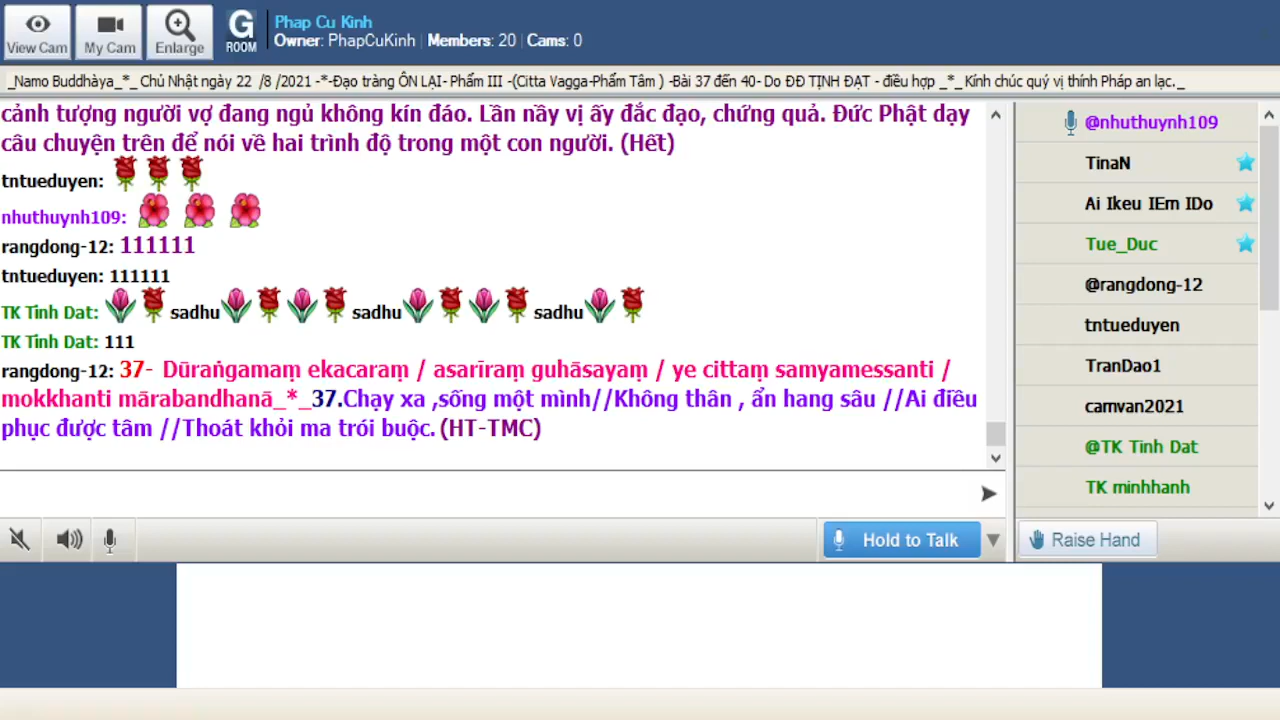 View Cam
My Cam
Enlarge
G
ROOM
Phap Cu Kinh
Owner: PhapCuKinh | Members: 20 | Cams: 0
_Namo Buddhàya_*_ Chủ Nhật ngày 22 /8 /2021 -*-Đạo tràng ÔN LẠI- Phẩm III -(Citta Vagga-Phẩm Tâm ) -Bài 37 đến 40- Do ĐĐ TỊNH ĐẠT - điều hợp _*_Kính chúc quý vị thính Pháp an lạc._
cảnh tượng người vợ đang ngủ không kín đáo. Lần nầy vị ấy đắc đạo, chứng quả. Đức Phật dạy
câu chuyện trên để nói về hai trình độ trong một con người. (Hết)
tntueduyen:
nhuthuynh109:
rangdong-12: 111111
tntueduyen: 111111
TK Tinh Dat: sadhu sadhu sadhu
TK Tinh Dat: 111
rangdong-12: 37- Dūraṅgamaṃ ekacaraṃ / asarīraṃ guhāsayaṃ / ye cittaṃ samyamessanti /
mokkhanti mārabandhanā_*_37.Chạy xa ,sống một mình//Không thân , ẩn hang sâu //Ai điều
phục được tâm //Thoát khỏi ma trói buộc. (HT-TMC)
@nhuthuynh109
TinaN
Ai Ikeu IEm IDo
Tue_Duc
@rangdong-12
tntueduyen
TranDao1
camvan2021
@TK Tinh Dat
TK minhhanh
Hold to Talk
Raise Hand